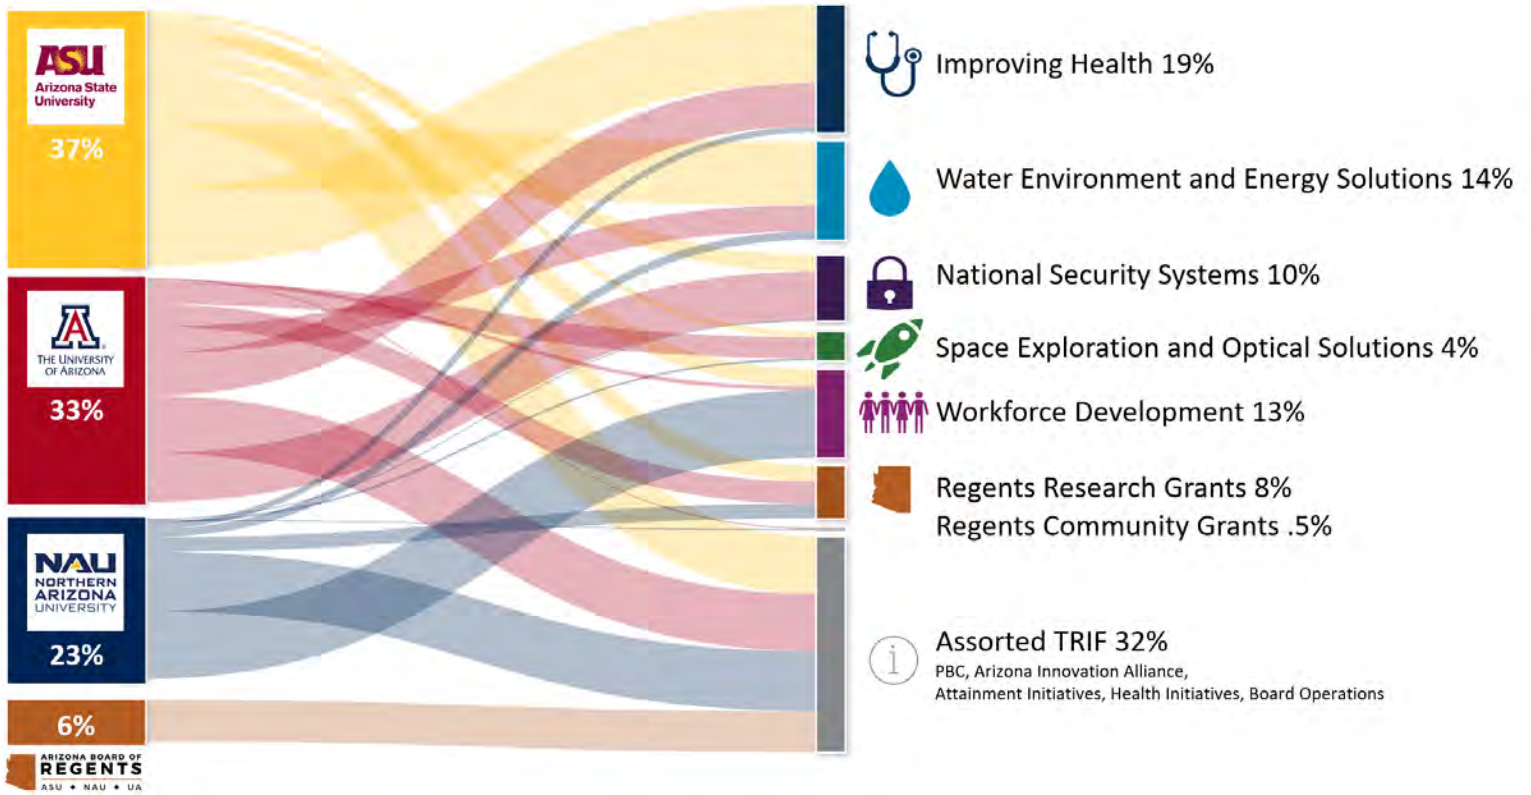 ASU
Arizona State
University
37%
THE UNIVERSITY
OF ARIZONA
33%
NAU
NORTHERN
ARIZONA
UNIVERSITY
23%
6%
ARIZONA BOARD OF
REGENTS
ASU ✦ NAU ✦ UA
Improving Health 19%
Water Environment and Energy Solutions 14%
National Security Systems 10%
Space Exploration and Optical Solutions 4%
Workforce Development 13%
Regents Research Grants 8%
Regents Community Grants .5%
i
Assorted TRIF 32%
PBC, Arizona Innovation Alliance,
Attainment Initiatives, Health Initiatives, Board Operations